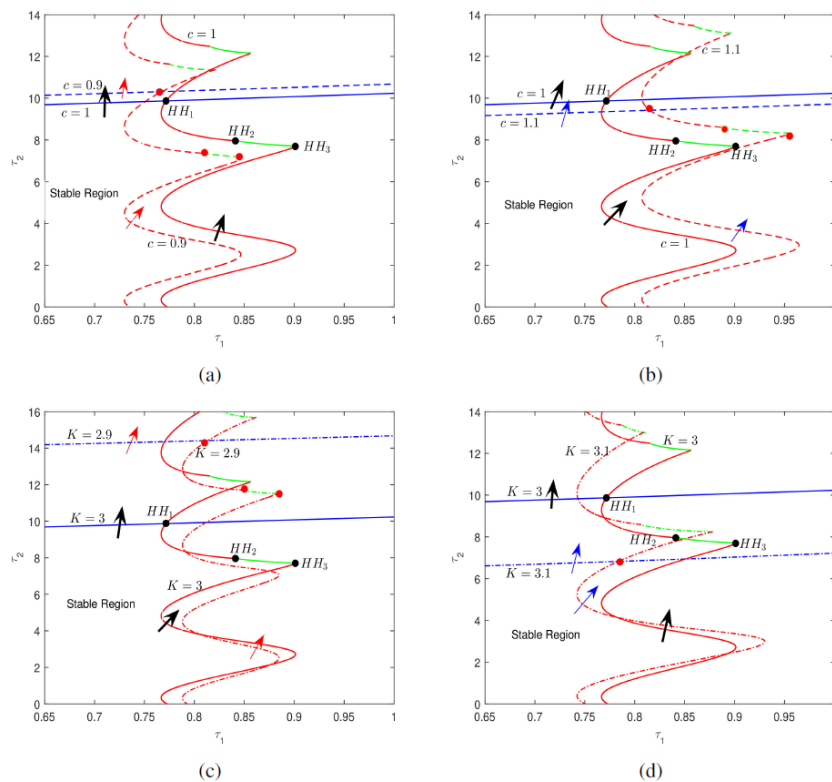 14
12
10
8
6
4
2
0
τ2
c = 1
c = 0.9
c = 1
HH1
HH2
HH3
Stable Region
c = 0.9
0.65 0.7 0.75 0.8 0.85 0.9 0.95 1
τ1
(a)
14
12
10
8
6
4
2
0
τ2
c = 1.1
c = 1
HH1
c = 1.1
HH2
HH3
Stable Region
c = 1
0.65 0.7 0.75 0.8 0.85 0.9 0.95
τ1
(b)
16
14
12
10
8
6
4
2
0
τ2
K = 2.9
K = 2.9
K = 3
HH1
HH2
HH3
K = 3
Stable Region
0.65 0.7 0.75 0.8 0.85 0.9 0.95 1
τ1
(c)
14
12
10
8
6
4
2
0
τ2
K = 3.1
K = 3
K = 3
HH1
HH2
HH3
K = 3.1
Stable Region
0.65 0.7 0.75 0.8 0.85 0.9 0.95
τ1
(d)